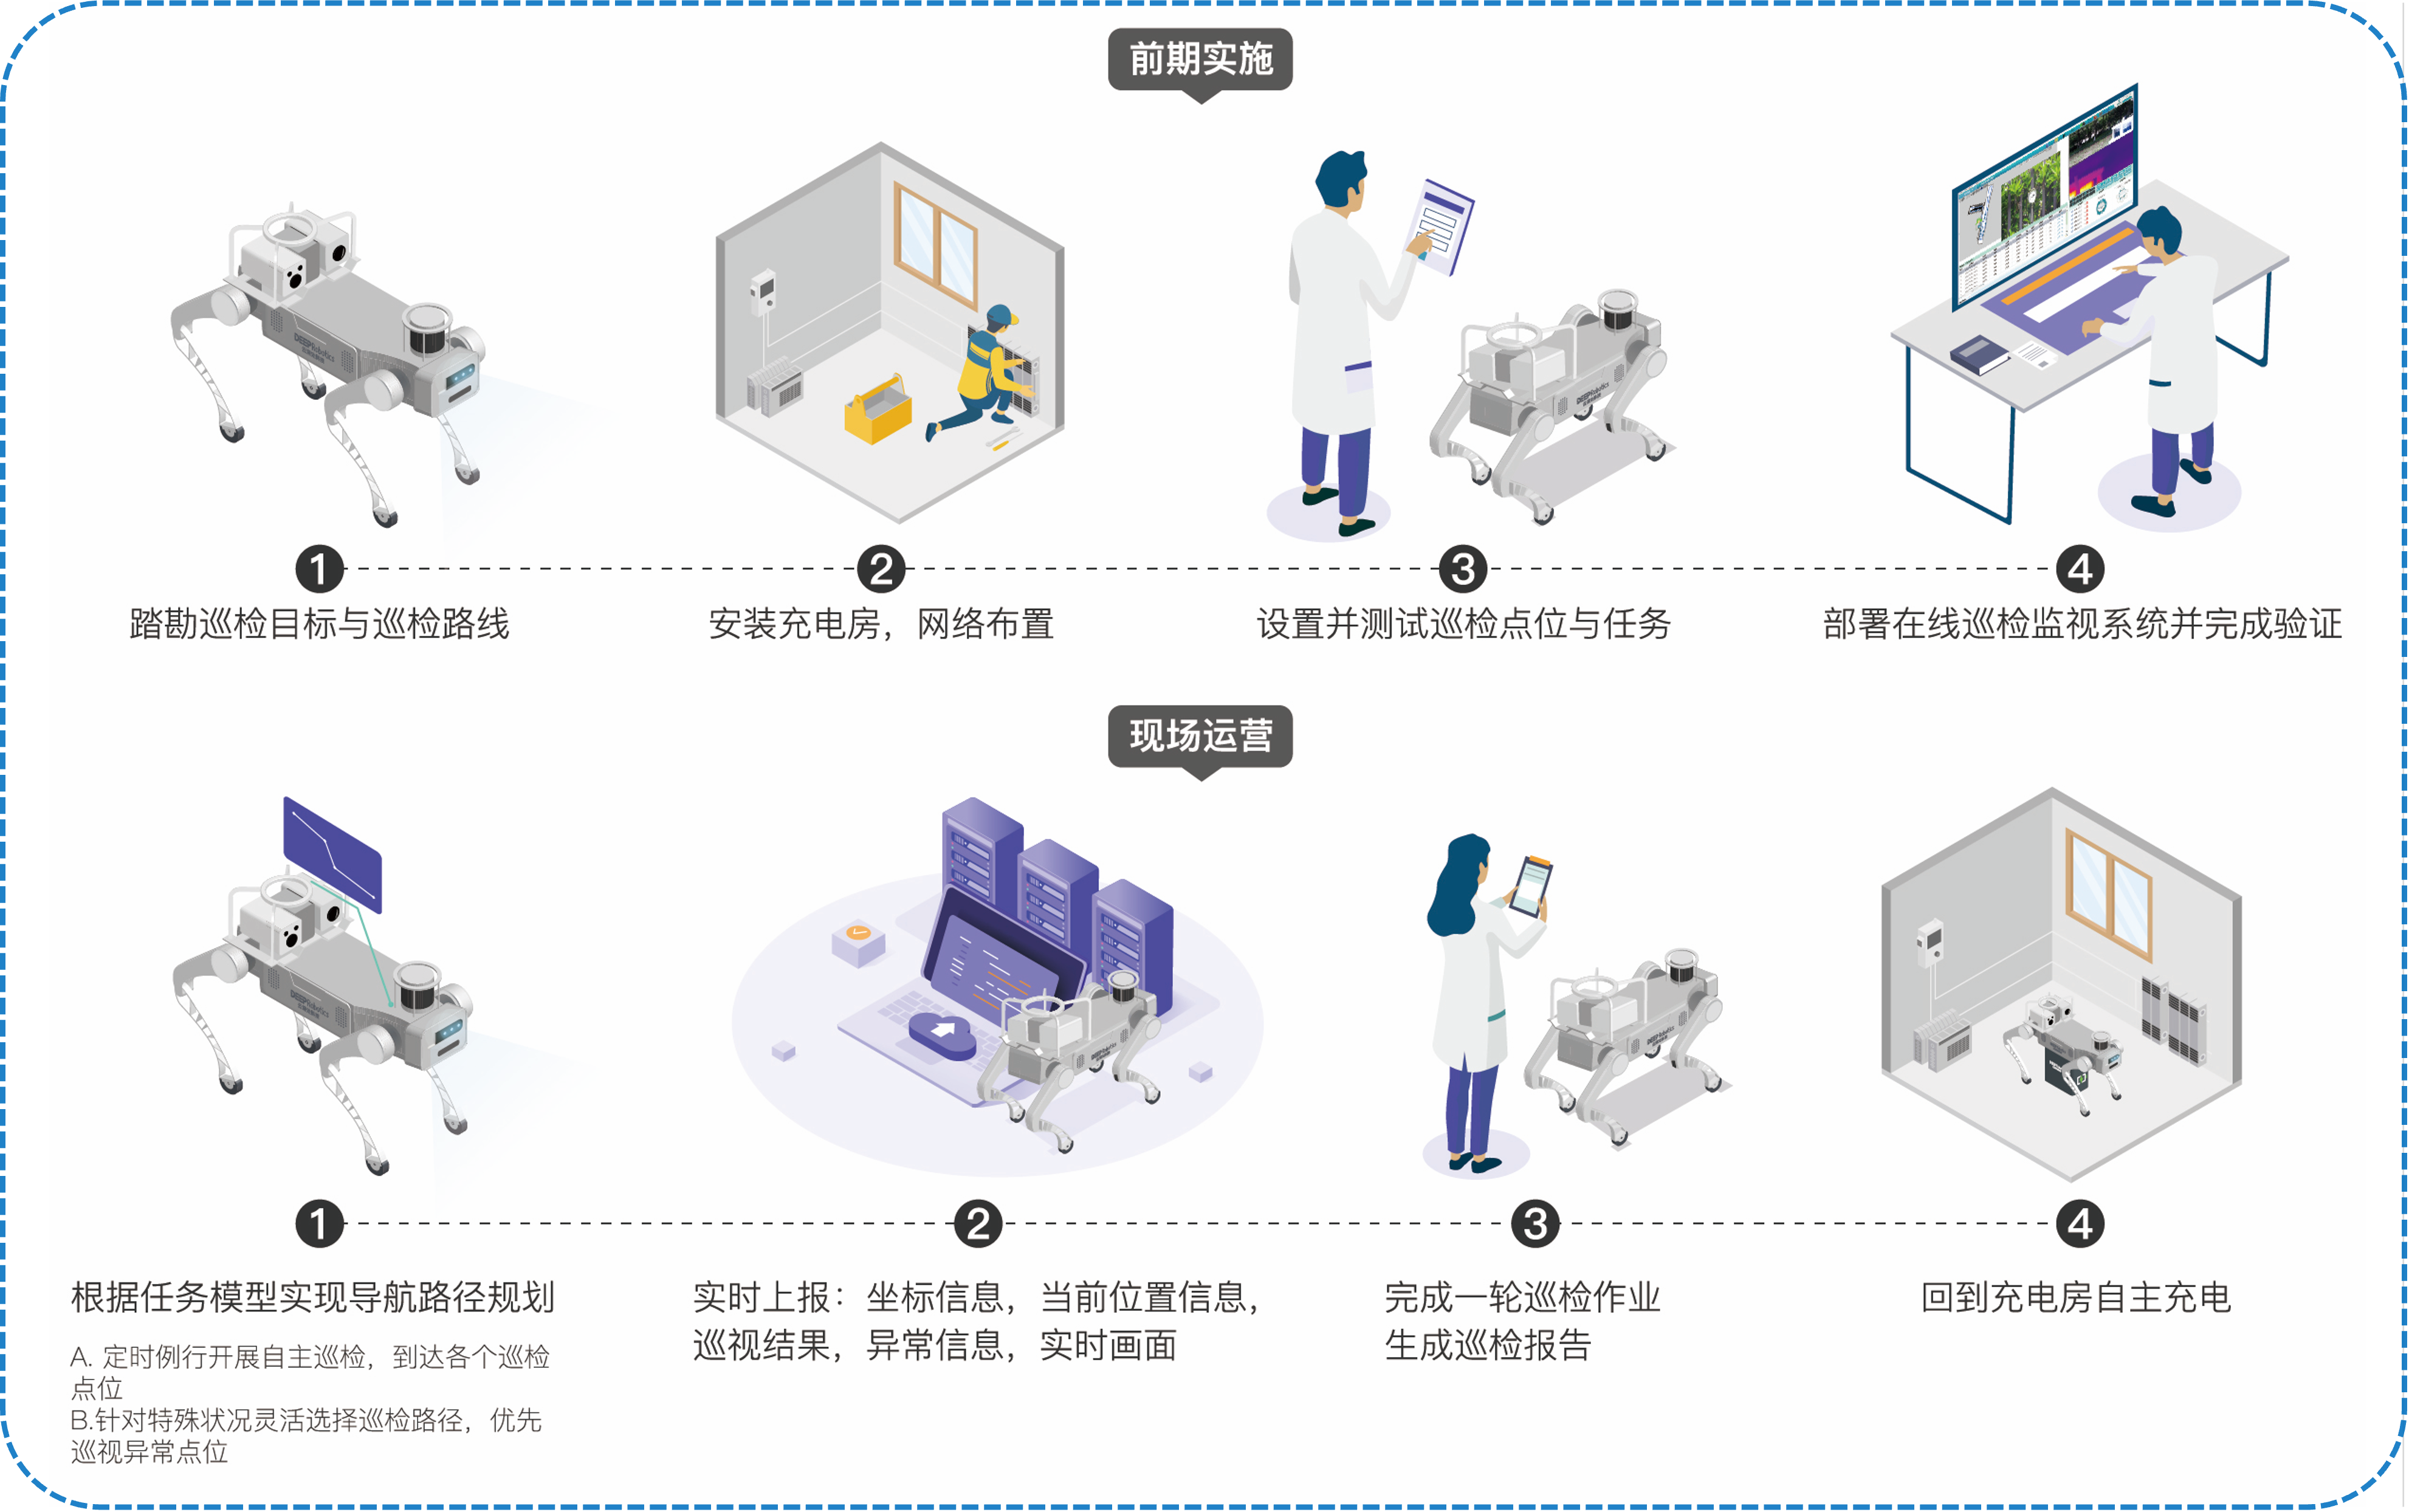 前期实施
1
2
3
4
踏勘巡检目标与巡检路线
安装充电房，网络布置
设置并测试巡检点位与任务
部署在线巡检监视系统并完成验证
现场运营
1
2
3
4
根据任务模型实现导航路径规划
A. 定时例行开展自主巡检，到达各个巡检
点位
B.针对特殊状况灵活选择巡检路径，优先
巡视异常点位
实时上报：坐标信息，当前位置信息，
巡视结果，异常信息，实时画面
完成一轮巡检作业
生成巡检报告
回到充电房自主充电